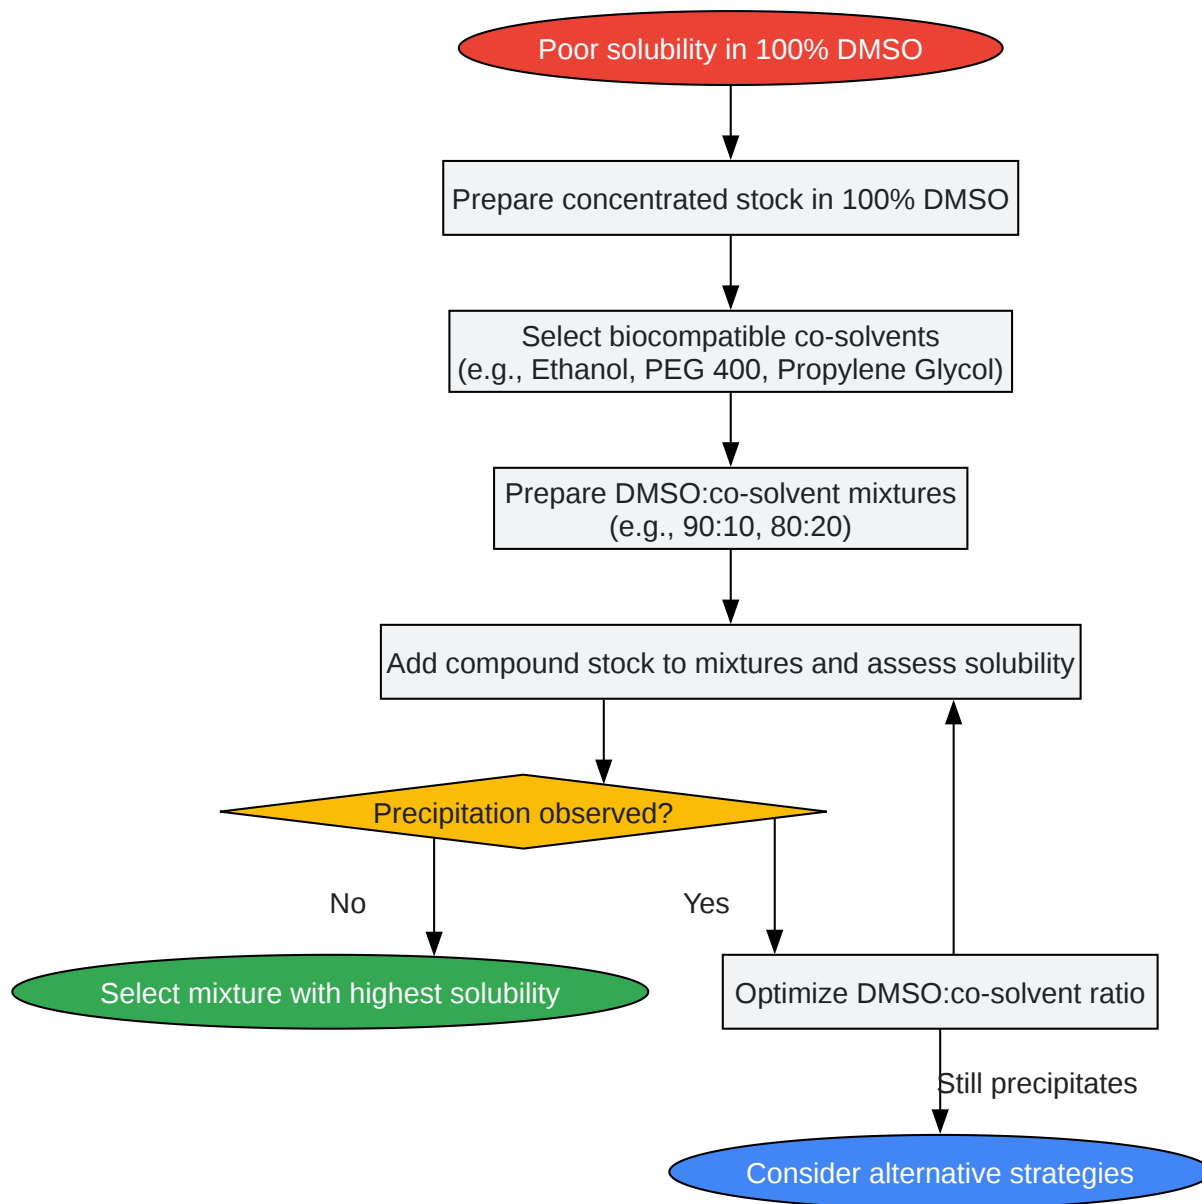 Poor solubility in 100% DMSO
Prepare concentrated stock in 100% DMSO
Select biocompatible co-solvents
(e.g., Ethanol, PEG 400, Propylene Glycol)
Prepare DMSO:co-solvent mixtures
(e.g., 90:10, 80:20)
Add compound stock to mixtures and assess solubility
Precipitation observed?
No
Yes
Select mixture with highest solubility
Optimize DMSO:co-solvent ratio
Still precipitates
Consider alternative strategies